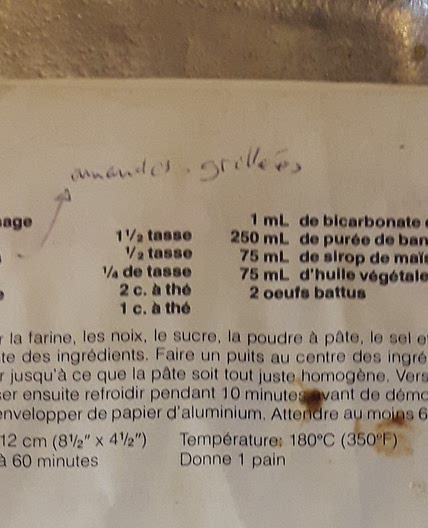 amandes grillées
sage 1 mL de bicarbonate
1½ tasse 250 mL de purée de ban
½ tasse 75 mL de sirop de maï
¼ de tasse 75 mL d'huile végétale
2 c. à thé 2 oeufs battus
1 c. à thé
r la farine, les noix, le sucre, la poudre à pâte, le sel e
te des ingrédients. Faire un puits au centre des ingré
r jusqu'à ce que la pâte soit tout juste homogène. Vers
ser ensuite refroidir pendant 10 minutes avant de démo
envelopper de papier d'aluminium. Attendre au moins 6
12 cm (8½" x 4½") Température: 180°C (350°F)
à 60 minutes Donne 1 pain